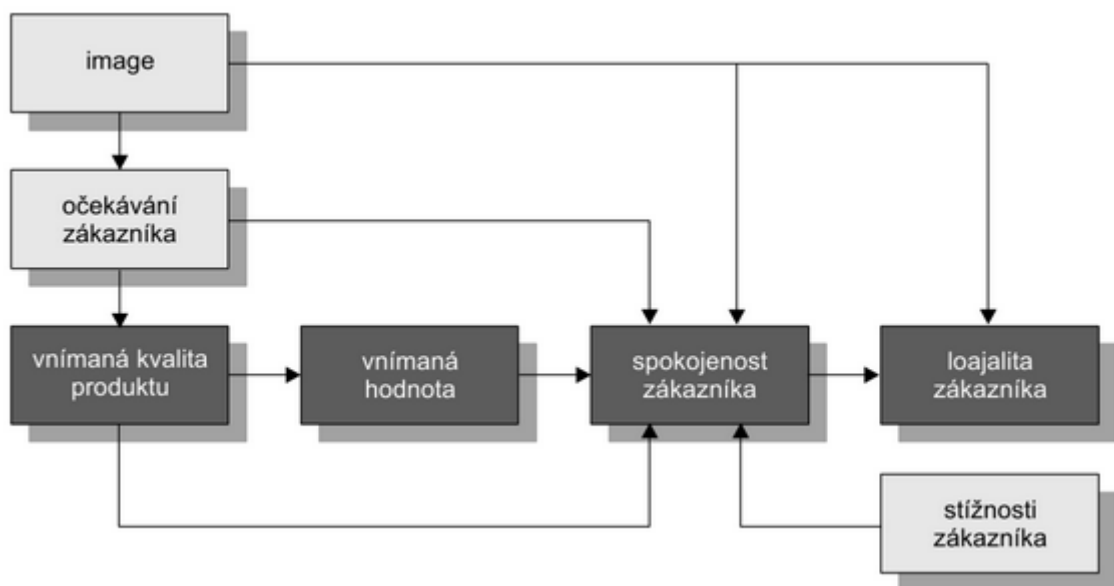 image
očekávání
zákazníka
vnímaná kvalita
produktu
vnímaná
hodnota
spokojenost
zákazníka
loajalita
zákazníka
stížnosti
zákazníka